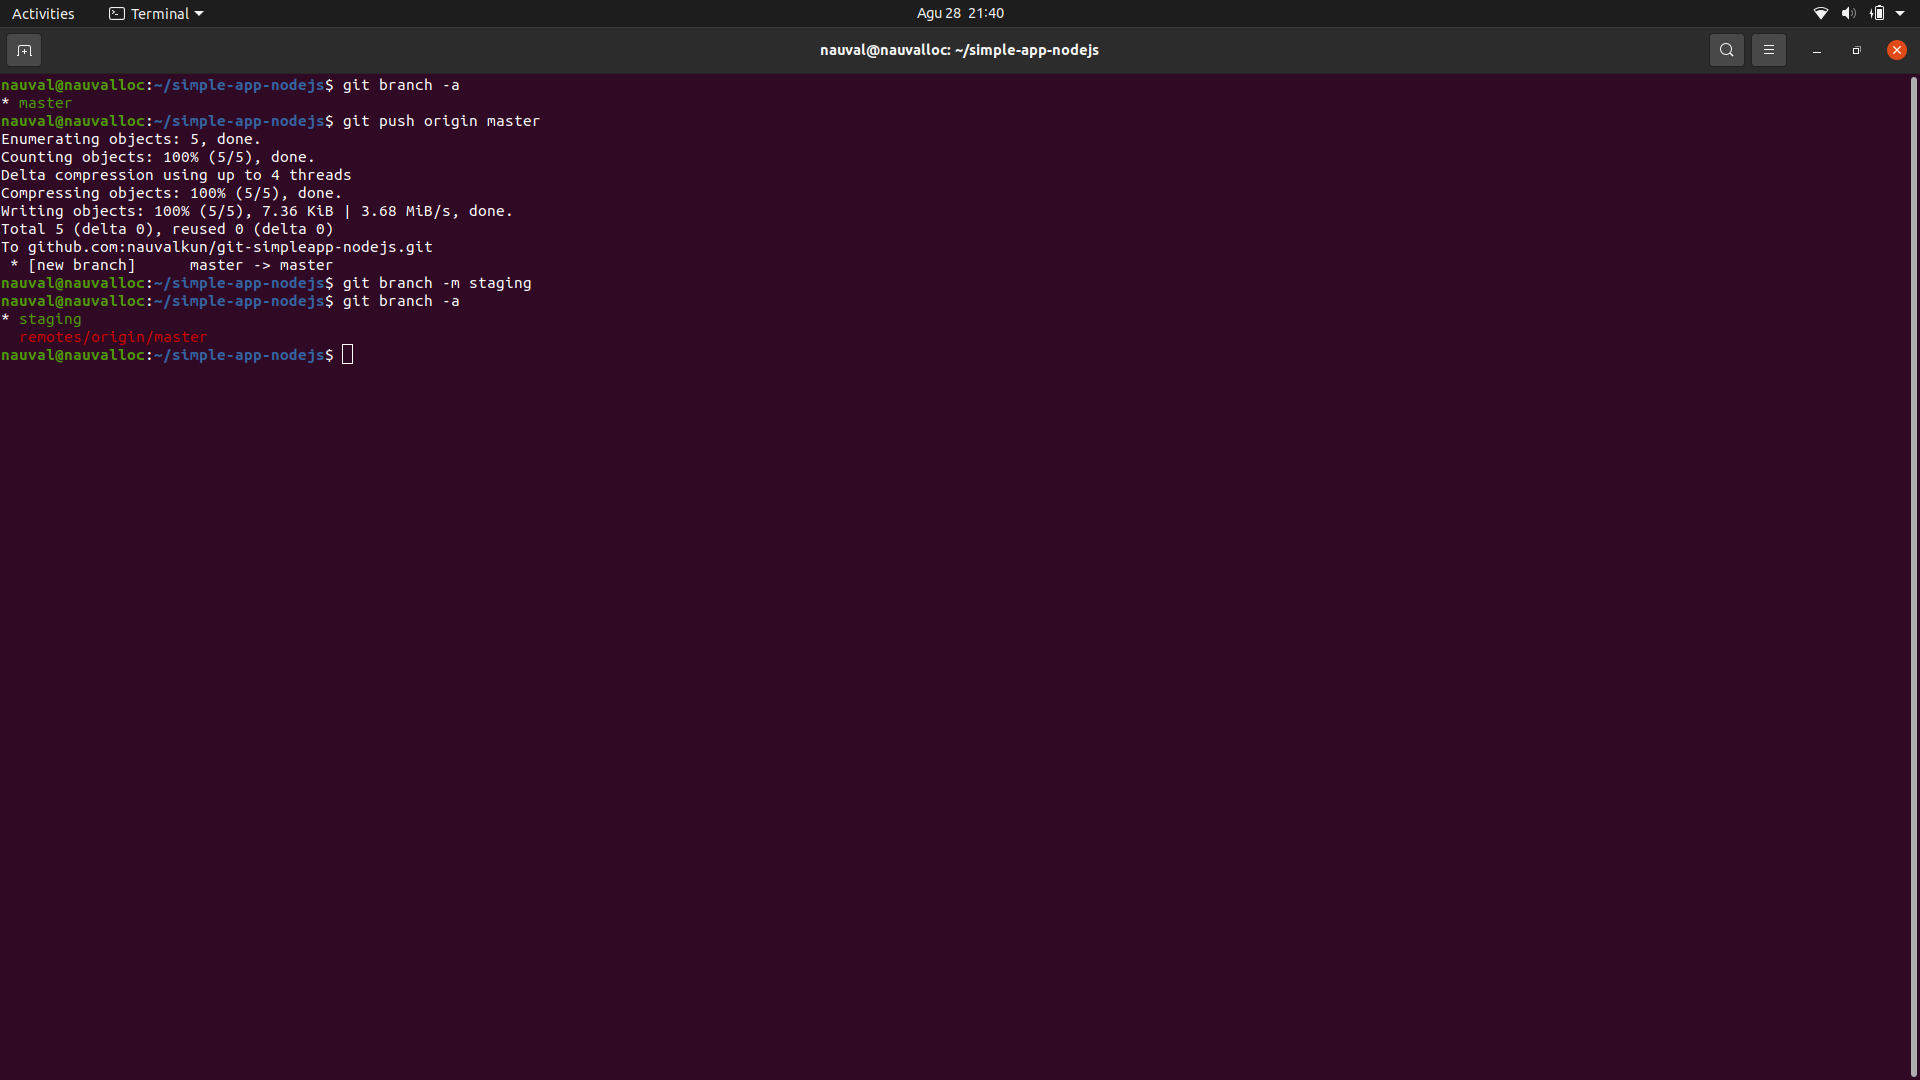 Activities
Terminal
Agu 28 21:40
nauval@nauvalloc: ~/simple-app-nodejs
nauval@nauvalloc:~/simple-app-nodejs$ git branch -a
* master
nauval@nauvalloc:~/simple-app-nodejs$ git push origin master
Enumerating objects: 5, done.
Counting objects: 100% (5/5), done.
Delta compression using up to 4 threads
Compressing objects: 100% (5/5), done.
Writing objects: 100% (5/5), 7.36 KiB | 3.68 MiB/s, done.
Total 5 (delta 0), reused 0 (delta 0)
To github.com:nauvalkun/git-simpleapp-nodejs.git
 * [new branch]      master -> master
nauval@nauvalloc:~/simple-app-nodejs$ git branch -m staging
nauval@nauvalloc:~/simple-app-nodejs$ git branch -a
* staging
  remotes/origin/master
nauval@nauvalloc:~/simple-app-nodejs$